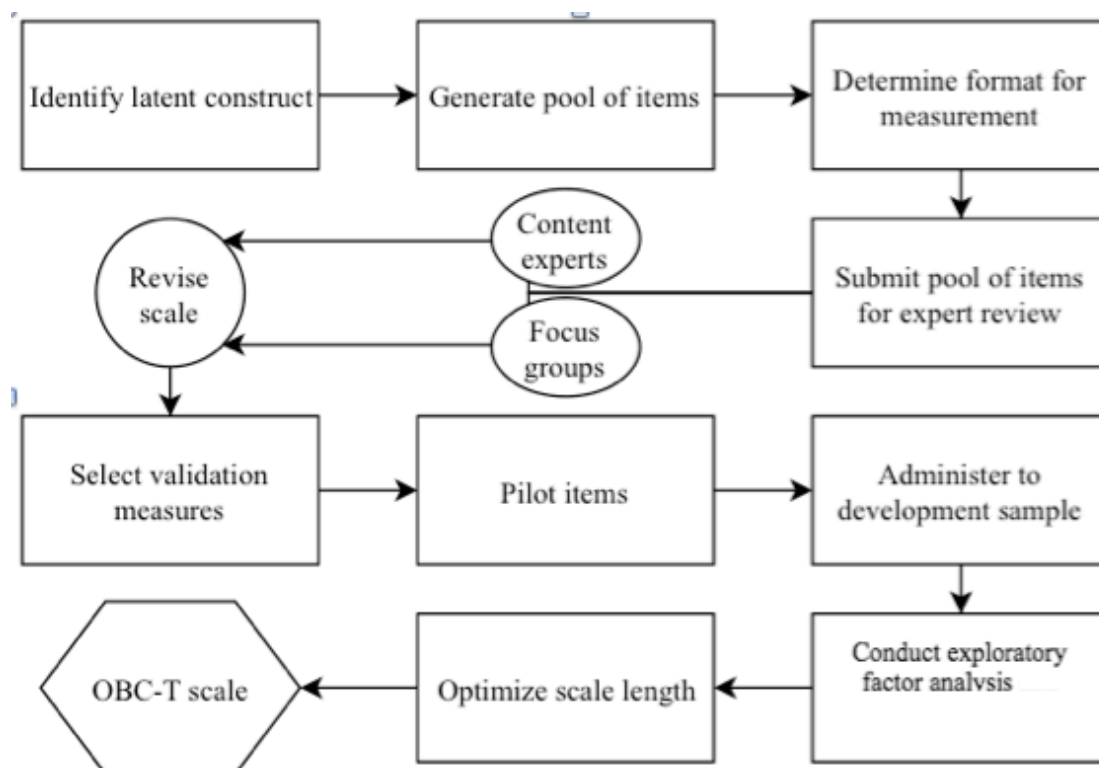 Identify latent construct
Generate pool of items
Determine format for
measurement
Content
experts
Submit pool of items
for expert review
Revise
scale
Focus
groups
Select validation
measures
Pilot items
Administer to
development sample
Conduct exploratory
factor analysis
Optimize scale length
OBC-T scale